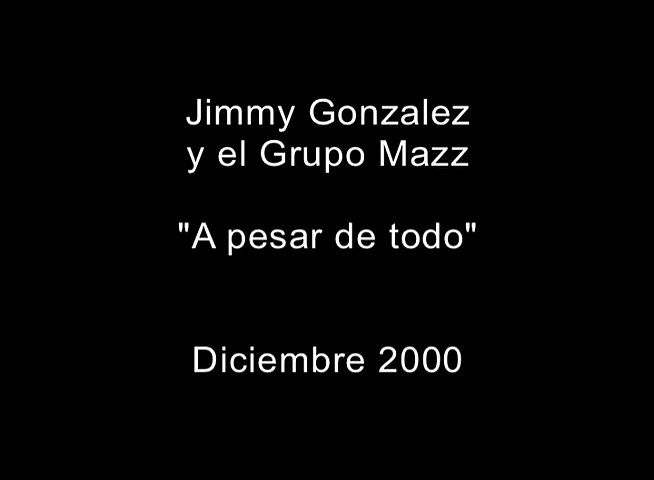 Jimmy Gonzalez
y el Grupo Mazz
"A pesar de todo"
Diciembre 2000